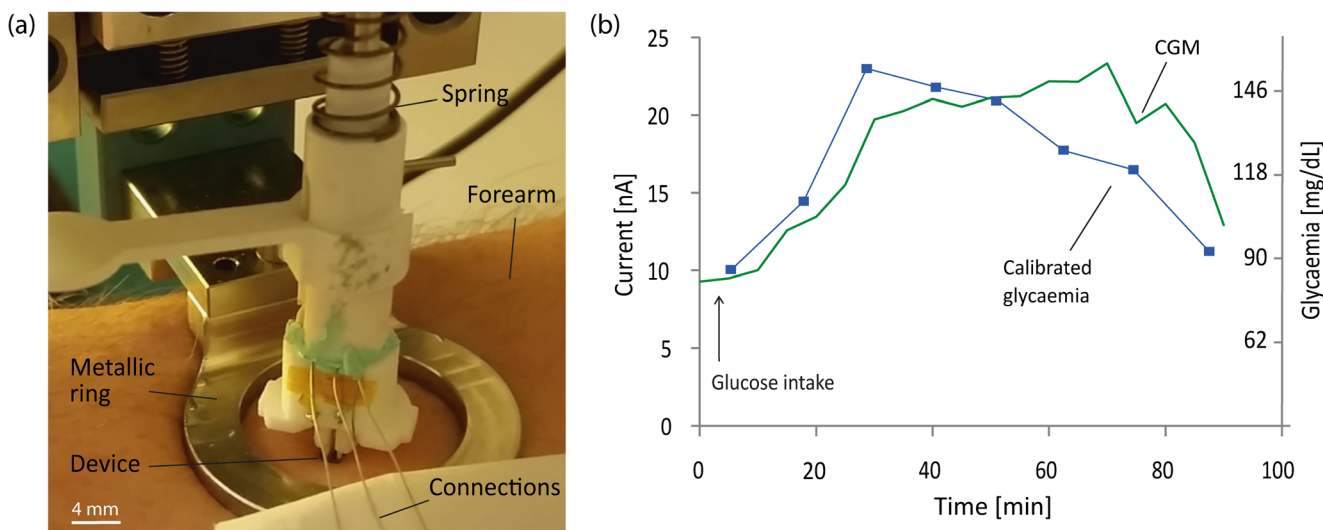 (a)
Spring
Forearm
Metallic
ring
Device
Connections
4 mm
(b)
25
20
15
10
5
0
Current [nA]
0
20
40
60
80
100
Time [min]
146
118
90
62
Glycaemia [mg/dL]
CGM
Calibrated
glycaemia
Glucose intake